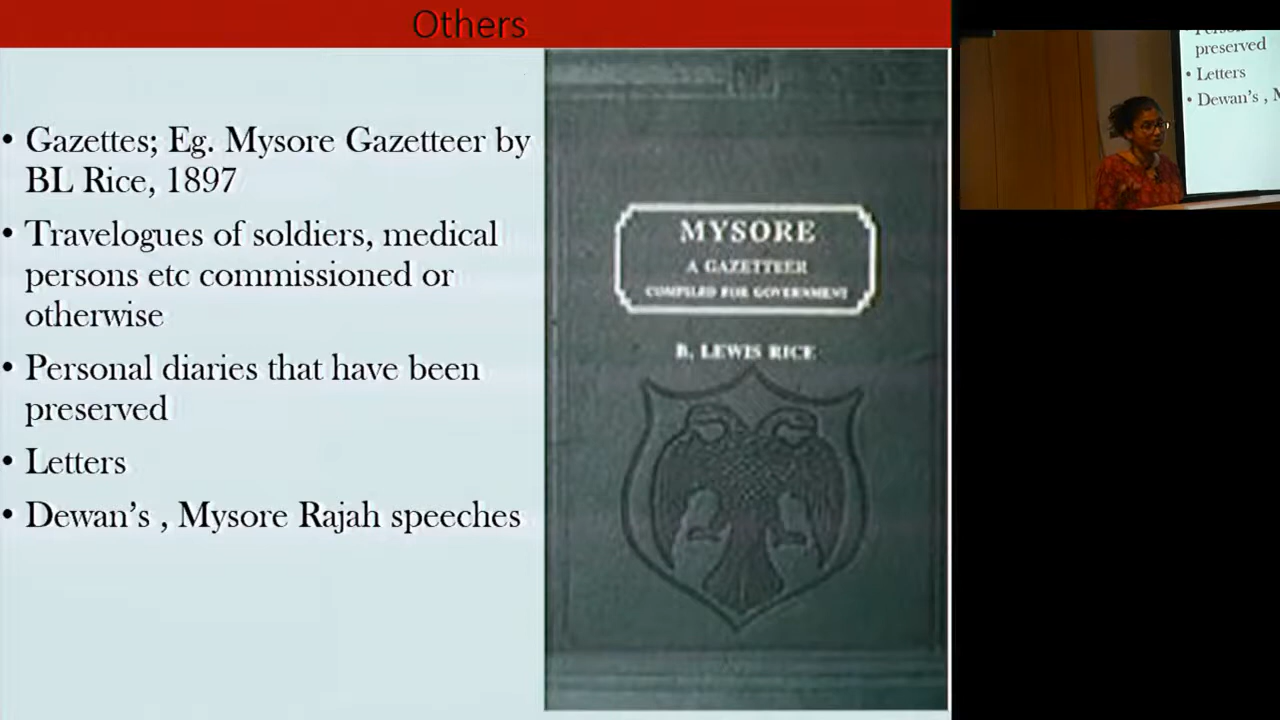 Others
• Gazettes; Eg. Mysore Gazetteer by
BL Rice, 1897
• Travelogues of soldiers, medical
persons etc commissioned or
otherwise
• Personal diaries that have been
preserved
• Letters
• Dewan's , Mysore Rajah speeches
MYSORE
A GAZETTEER
COMPILED FOR GOVERNMENT
B. LEWIS RICE
preserved
• Letters
• Dewan's , M